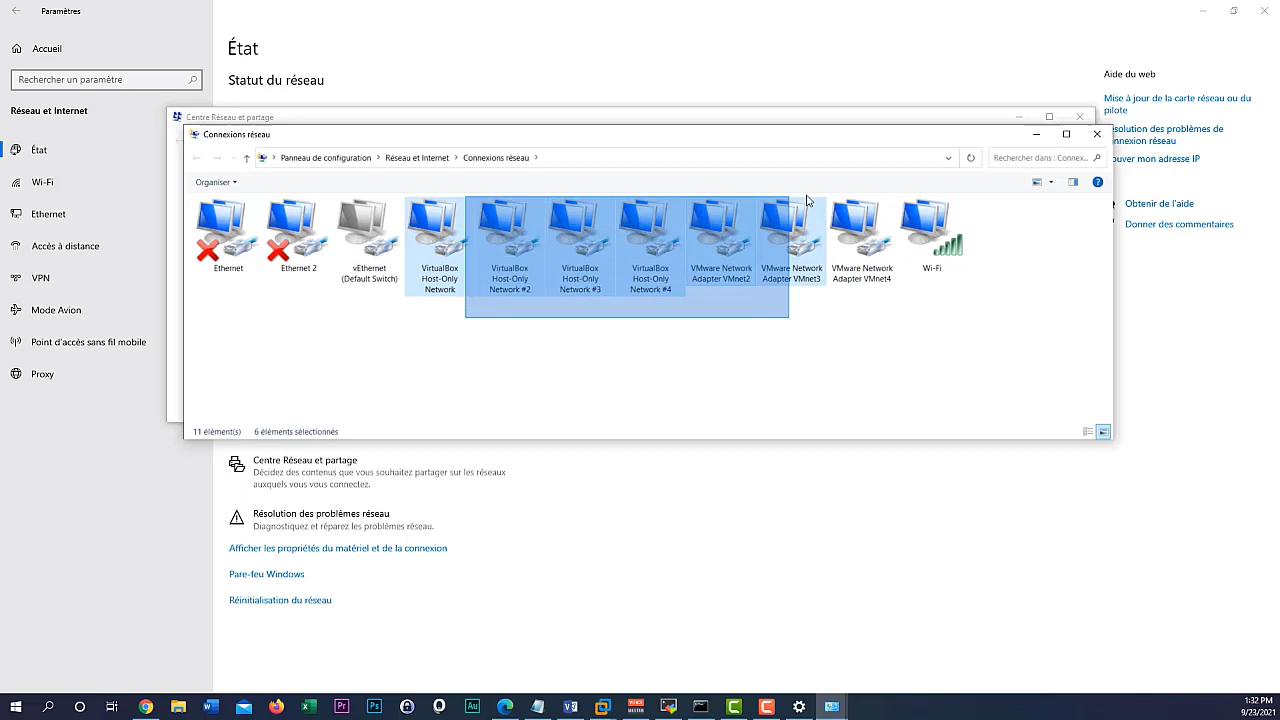 Paramètres
Accueil
Rechercher un paramètre
Réseau et Internet
État
Wi-Fi
Ethernet
Accès à distance
VPN
Mode Avion
Point d'accès sans fil mobile
Proxy
État
Statut du réseau
Centre Réseau et partage
Connexions réseau
Panneau de configuration
Réseau et Internet
Connexions réseau
Rechercher dans : Connex...
Organiser
Ethernet
Ethernet 2
vEthernet
(Default Switch)
VirtualBox
Host-Only
Network
VirtualBox
Host-Only
Network #2
VirtualBox
Host-Only
Network #3
VirtualBox
Host-Only
Network #4
VMware Network
Adapter VMnet2
VMware Network
Adapter VMnet3
VMware Network
Adapter VMnet4
Wi-Fi
11 élément(s)
6 éléments sélectionnés
Centre Réseau et partage
Décidez des contenus que vous souhaitez partager sur les réseaux
auxquels vous vous connectez.
Résolution des problèmes réseau
Diagnostiquez et réparez les problèmes réseau.
Afficher les propriétés du matériel et de la connexion
Pare-feu Windows
Réinitialisation du réseau
Aide du web
Mise à jour de la carte réseau ou du
pilote
ésolution des problèmes de
nnexion réseau
ouver mon adresse IP
Obtenir de l'aide
Donner des commentaires
1:32 PM
9/23/2021